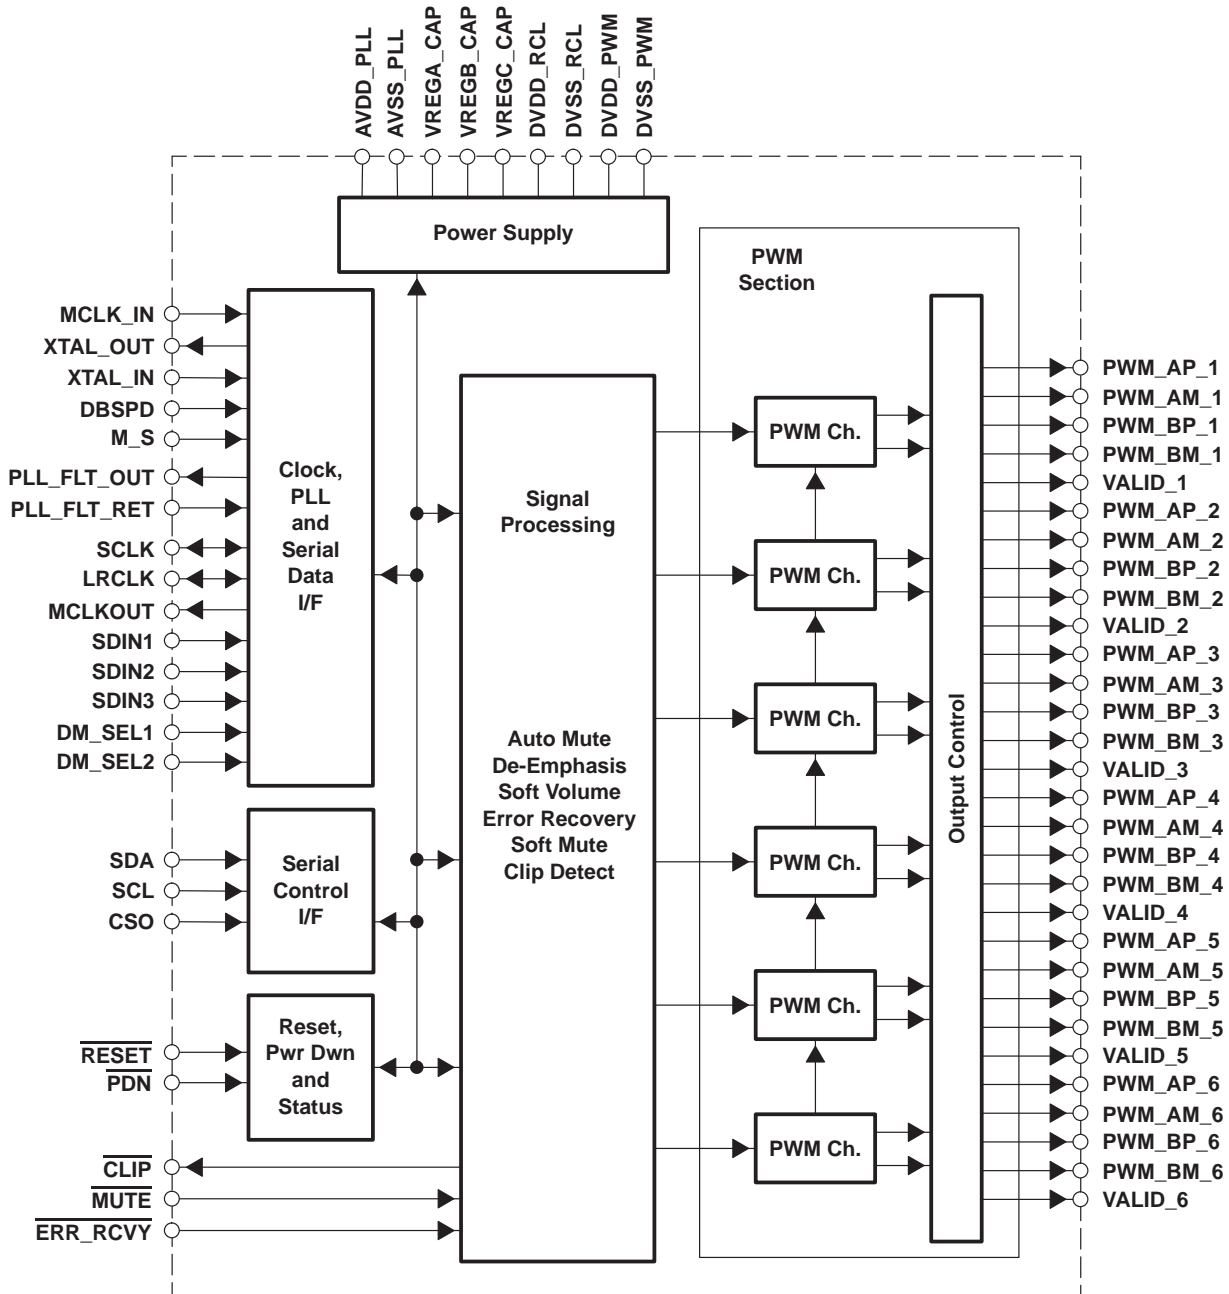 AVDD_PLL
AVSS_PLL
VREGA_CAP
VREGB_CAP
VREGC_CAP
DVDD_RCL
DVSS_RCL
DVDD_PWM
DVSS_PWM
Power Supply
PWM
Section
MCLK_IN
XTAL_OUT
XTAL_IN
DBSPD
M_S
PLL_FLT_OUT
PLL_FLT_RET
SCLK
LRCLK
MCLKOUT
SDIN1
SDIN2
SDIN3
DM_SEL1
DM_SEL2
Clock,
PLL
and
Serial
Data
I/F
SDA
SCL
CSO
Serial
Control
I/F
RESET
PDN
Reset,
Pwr Dwn
and
Status
CLIP
MUTE
ERR_RCVY
Signal
Processing
Auto Mute
De-Emphasis
Soft Volume
Error Recovery
Soft Mute
Clip Detect
PWM Ch.
PWM Ch.
PWM Ch.
PWM Ch.
PWM Ch.
PWM Ch.
Output Control
PWM_AP_1
PWM_AM_1
PWM_BP_1
PWM_BM_1
VALID_1
PWM_AP_2
PWM_AM_2
PWM_BP_2
PWM_BM_2
VALID_2
PWM_AP_3
PWM_AM_3
PWM_BP_3
PWM_BM_3
VALID_3
PWM_AP_4
PWM_AM_4
PWM_BP_4
PWM_BM_4
VALID_4
PWM_AP_5
PWM_AM_5
PWM_BP_5
PWM_BM_5
VALID_5
PWM_AP_6
PWM_AM_6
PWM_BP_6
PWM_BM_6
VALID_6